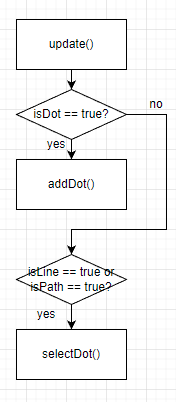 update()
isDot == true?
no
yes
addDot()
isLine == true or
isPath == true?
yes
selectDot()